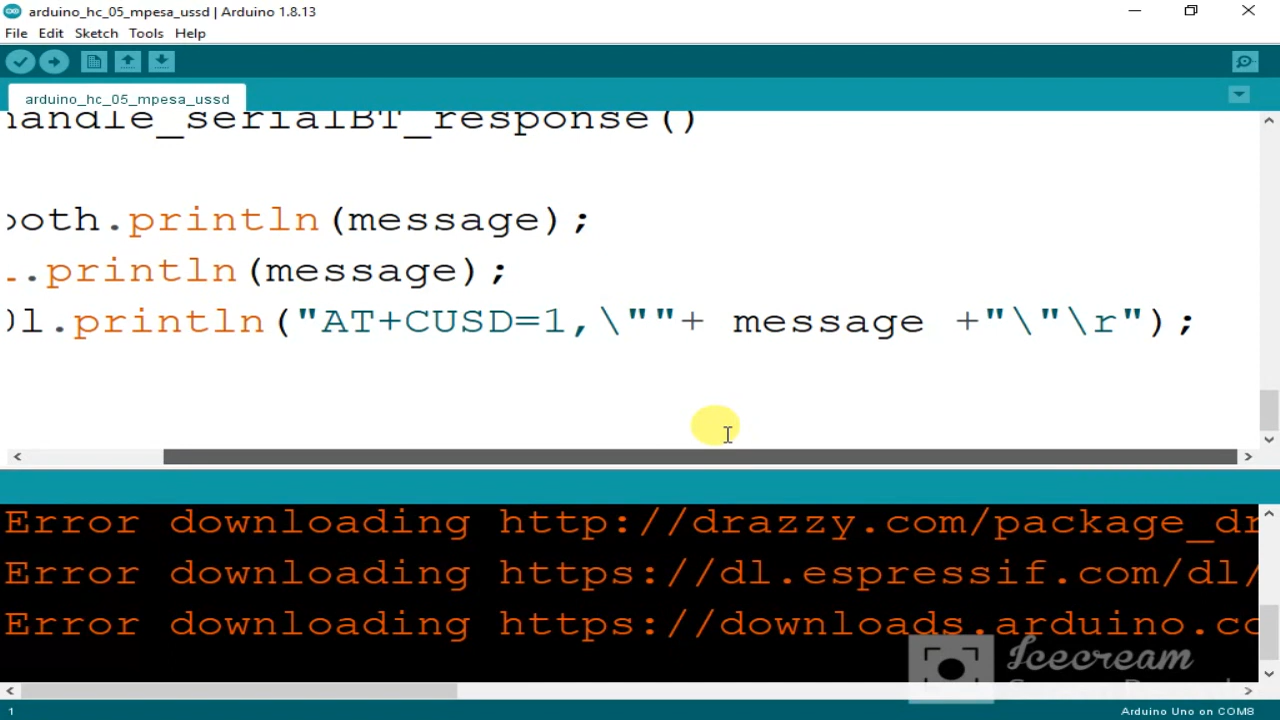 arduino_hc_05_mpesa_ussd | Arduino 1.8.13
File Edit Sketch Tools Help
arduino_hc_05_mpesa_ussd
handle_serialBT_response()
ooth.println(message);
.println(message);
l.println("AT+CUSD=1,\""+ message +"\"\r");
Error downloading http://drazzy.com/package_dr
Error downloading https://dl.espressif.com/dl/
Error downloading https://downloads.arduino.co
Icecream
1
Arduino Uno on COM8